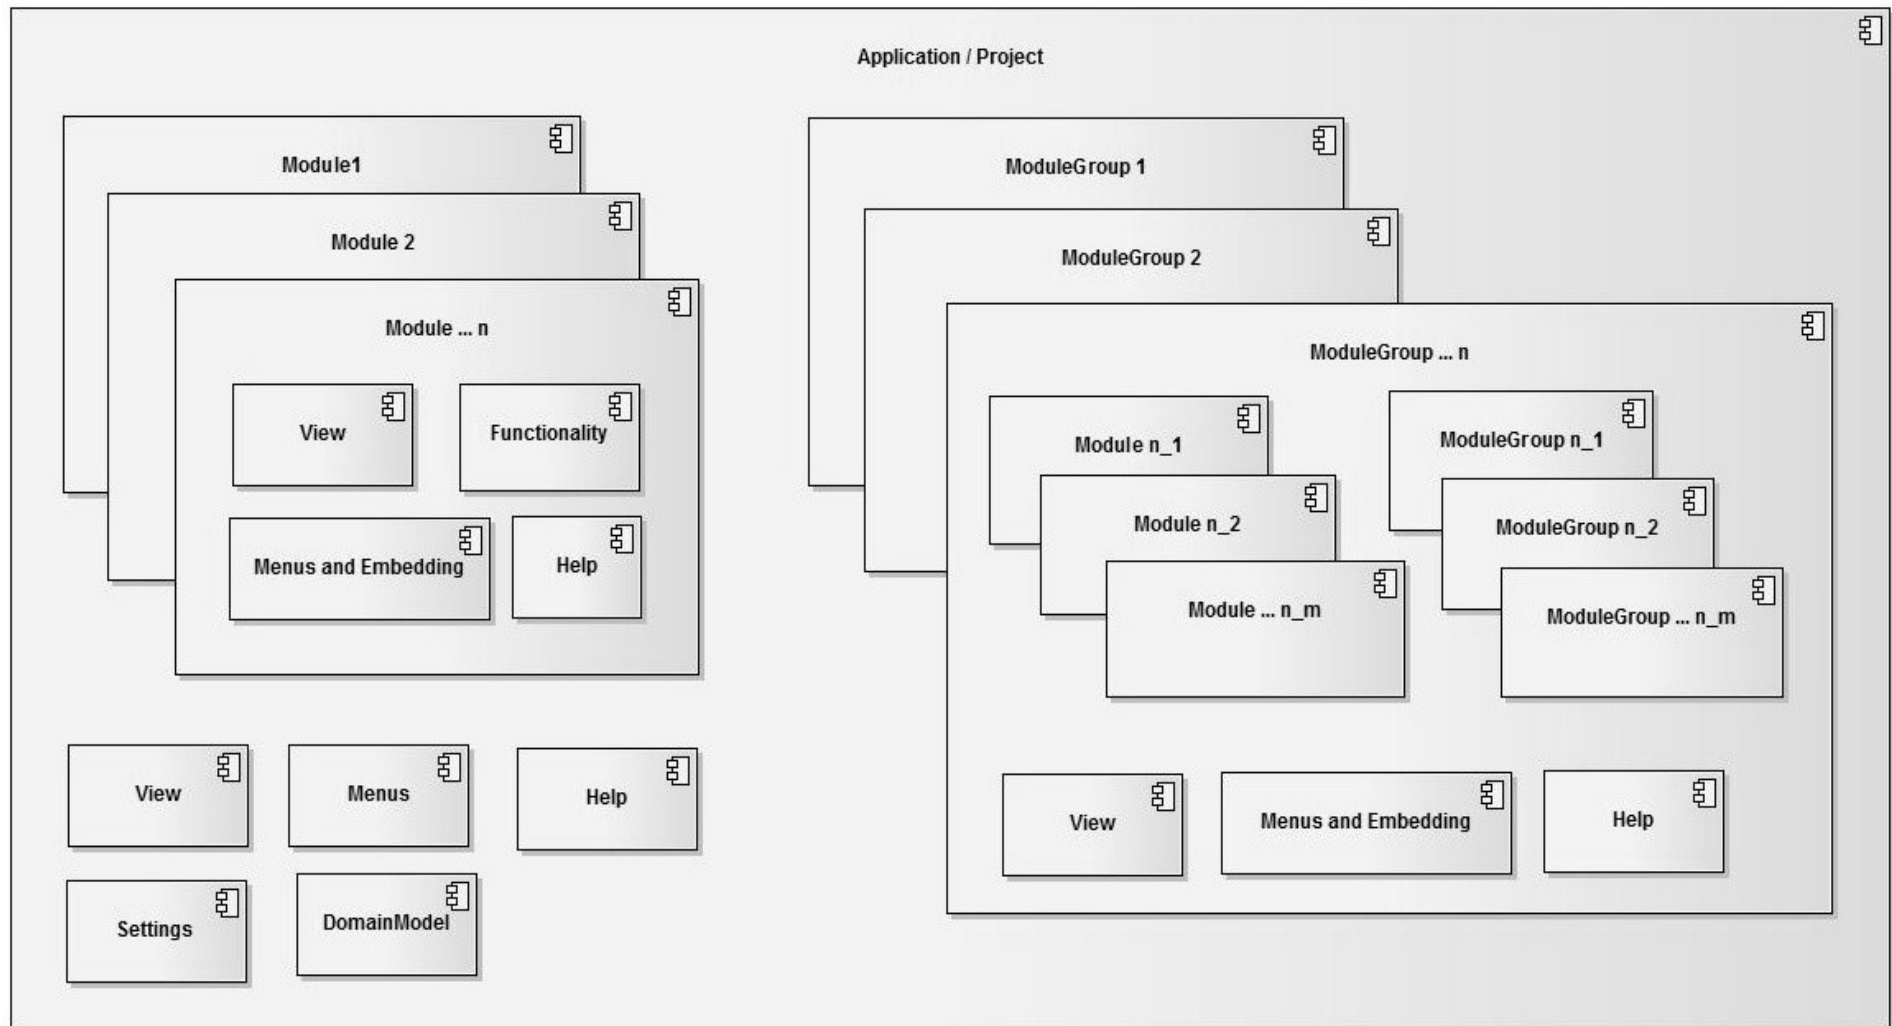 Application / Project
Module1
Module 2
Module ... n
View
Functionality
Menus and Embedding
Help
ModuleGroup 1
ModuleGroup 2
ModuleGroup ... n
Module n_1
Module n_2
Module ... n_m
ModuleGroup n_1
ModuleGroup n_2
ModuleGroup ... n_m
View
Menus and Embedding
Help
View
Menus
Help
Settings
DomainModel